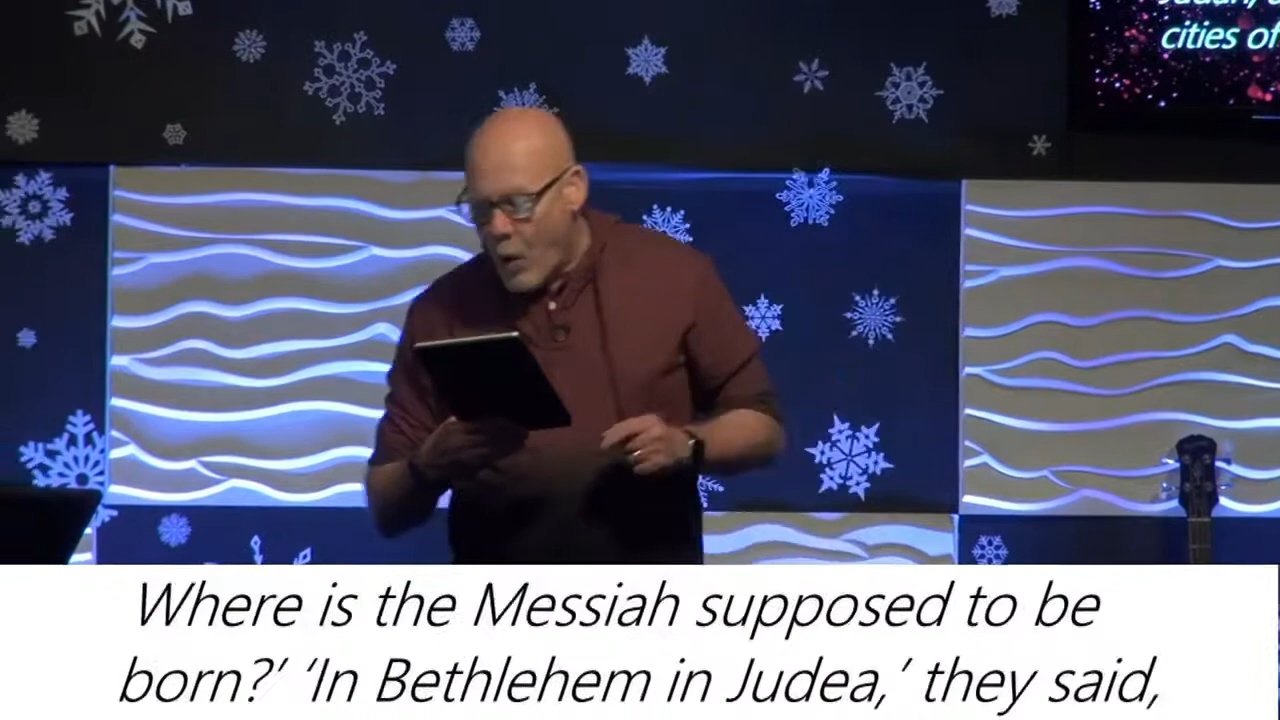 cities of
Where is the Messiah supposed to be
born?’ ‘In Bethlehem in Judea,’ they said,